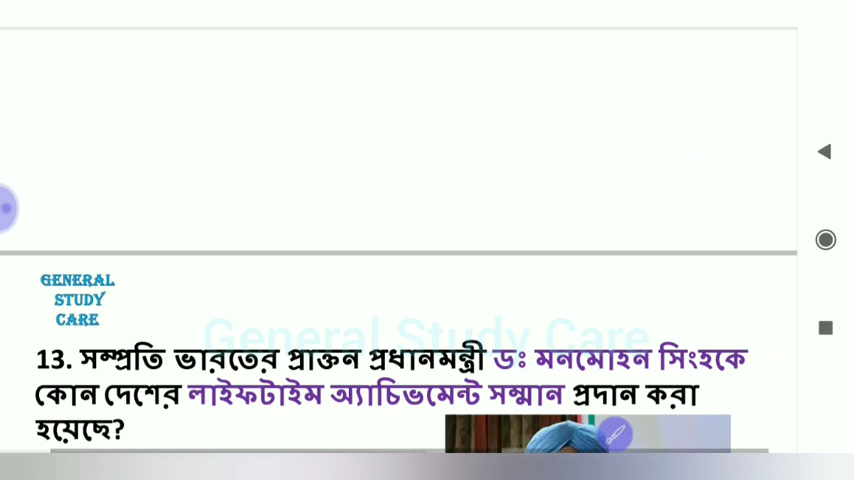 GENERAL
STUDY
CARE
General Study Care
13. সম্প্রতি ভারতের প্রাক্তন প্রধানমন্ত্রী ডঃ মনমোহন সিংহকে
কোন দেশের লাইফটাইম অ্যাচিভমেন্ট সম্মান প্রদান করা
হয়েছে?